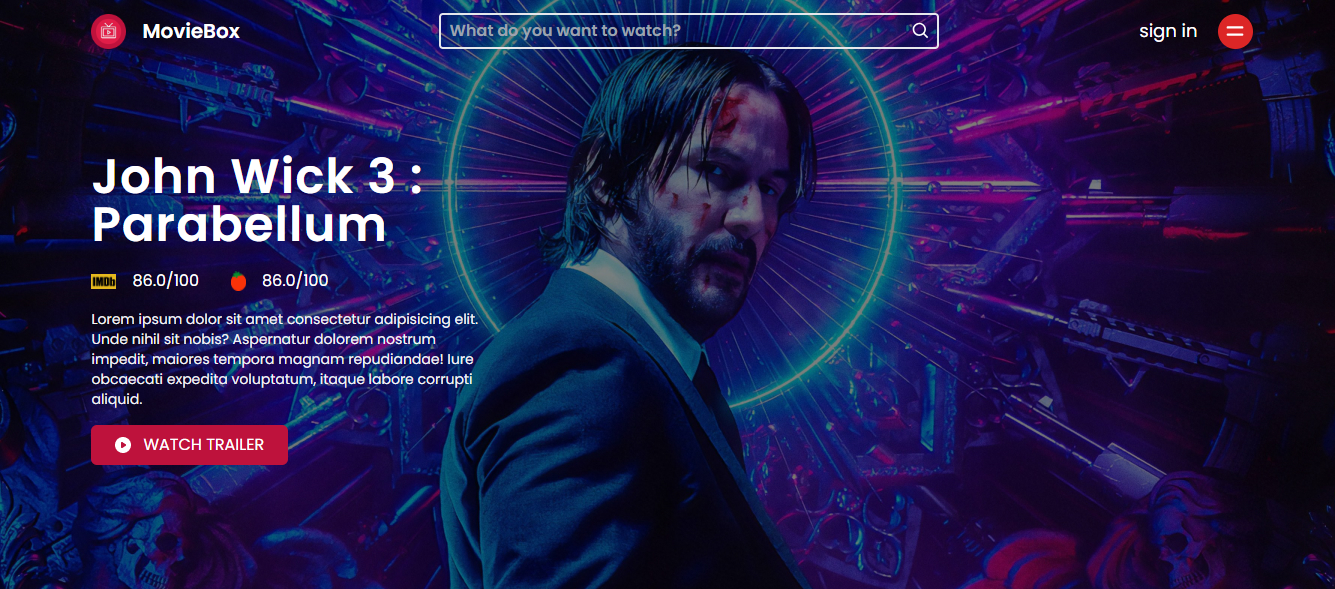 MovieBox
What do you want to watch?
sign in
John Wick 3 :
Parabellum
IMDb 86.0/100 86.0/100
Lorem ipsum dolor sit amet consectetur adipisicing elit.
Unde nihil sit nobis? Aspernatur dolorem nostrum
impedit, maiores tempora magnam repudiandae! Iure
obcaecati expedita voluptatum, itaque labore corrupti
aliquid.
WATCH TRAILER